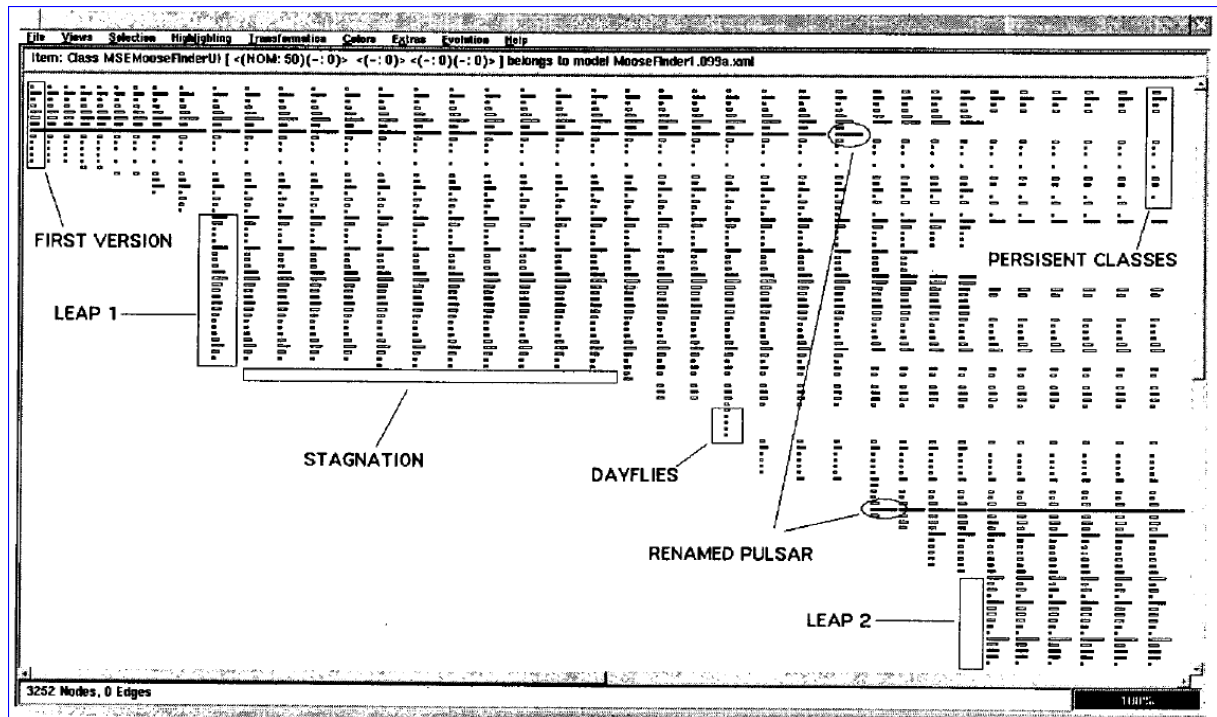 File Views Selection Highlighting Transformation Colors Extras Evolution Help
Item: Class MSEMouseFinderUI [ <(NOM: 50)(-: 0)> <(-: 0)> <(-: 0)(-: 0)> ] belongs to model MooseFinder1.099a.xml
FIRST VERSION
PERSISENT CLASSES
LEAP 1
STAGNATION
DAYFLIES
RENAMED PULSAR
LEAP 2
3252 Nodes, 0 Edges
100%